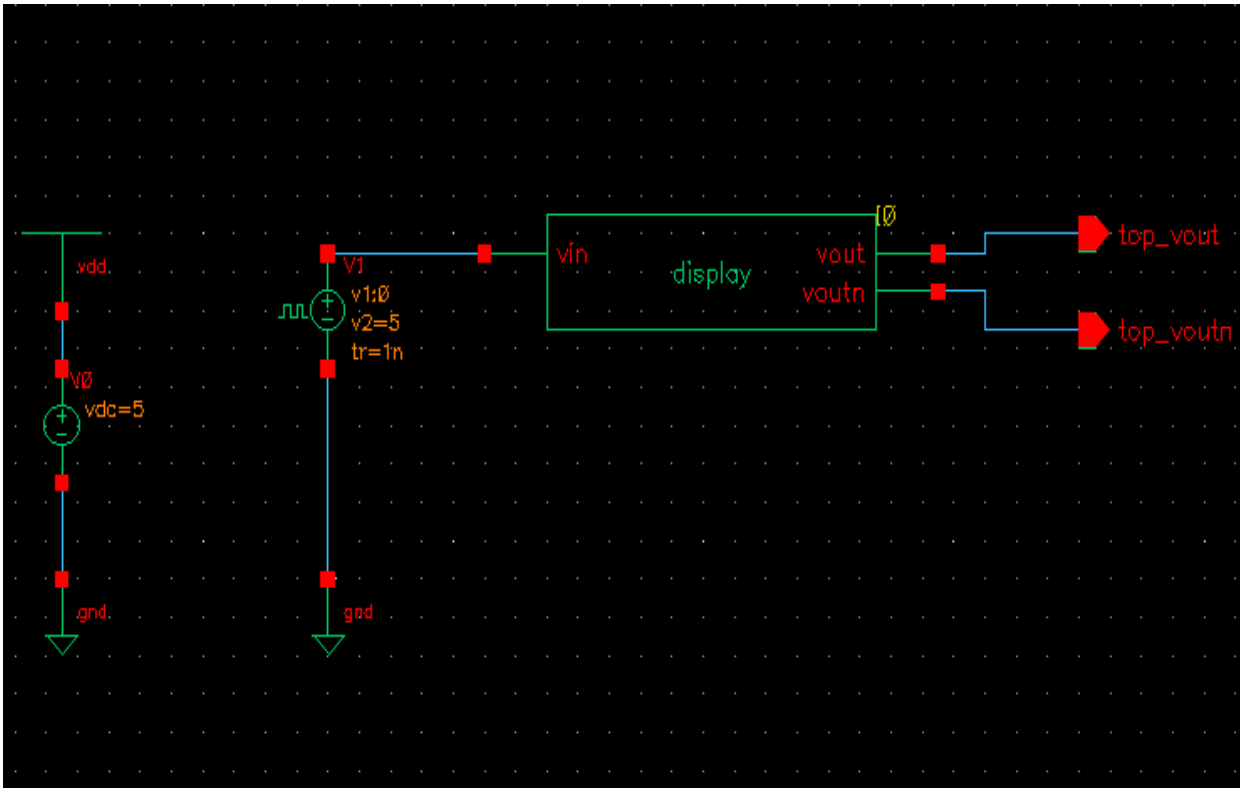 vdd
V0
vdc=5
gnd
V1
v1:0
v2=5
tr=1n
gnd
vin
display
vout
voutn
I0
top_vout
top_voutn